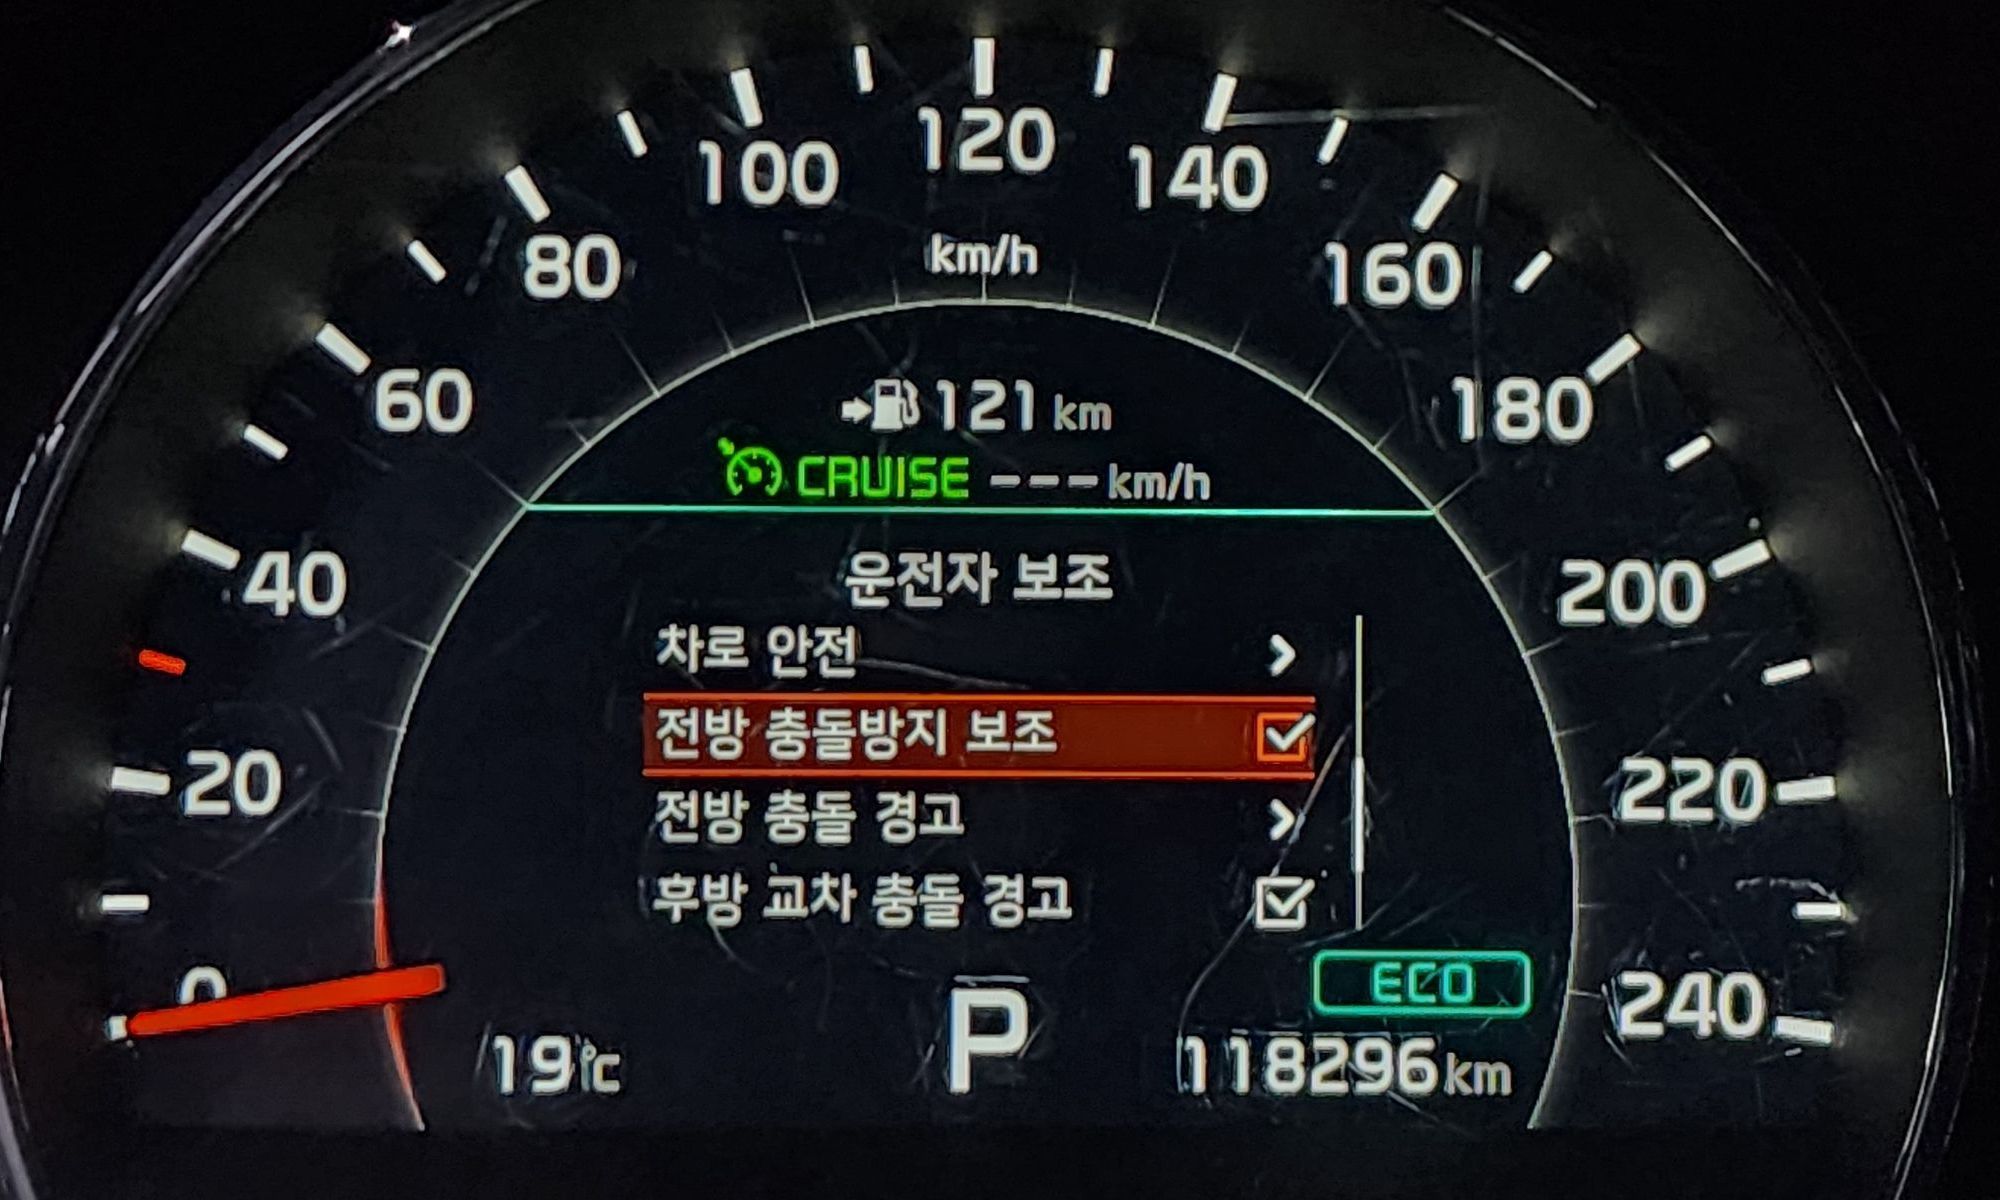 120
100
140
80
km/h
160
60
121 km
180
CRUISE ---km/h
40
운전자 보조
200
차로 안전
전방 충돌방지 보조
20
전방 충돌 경고
220
후방 교차 충돌 경고
0
ECO
240
19℃
P
118296km